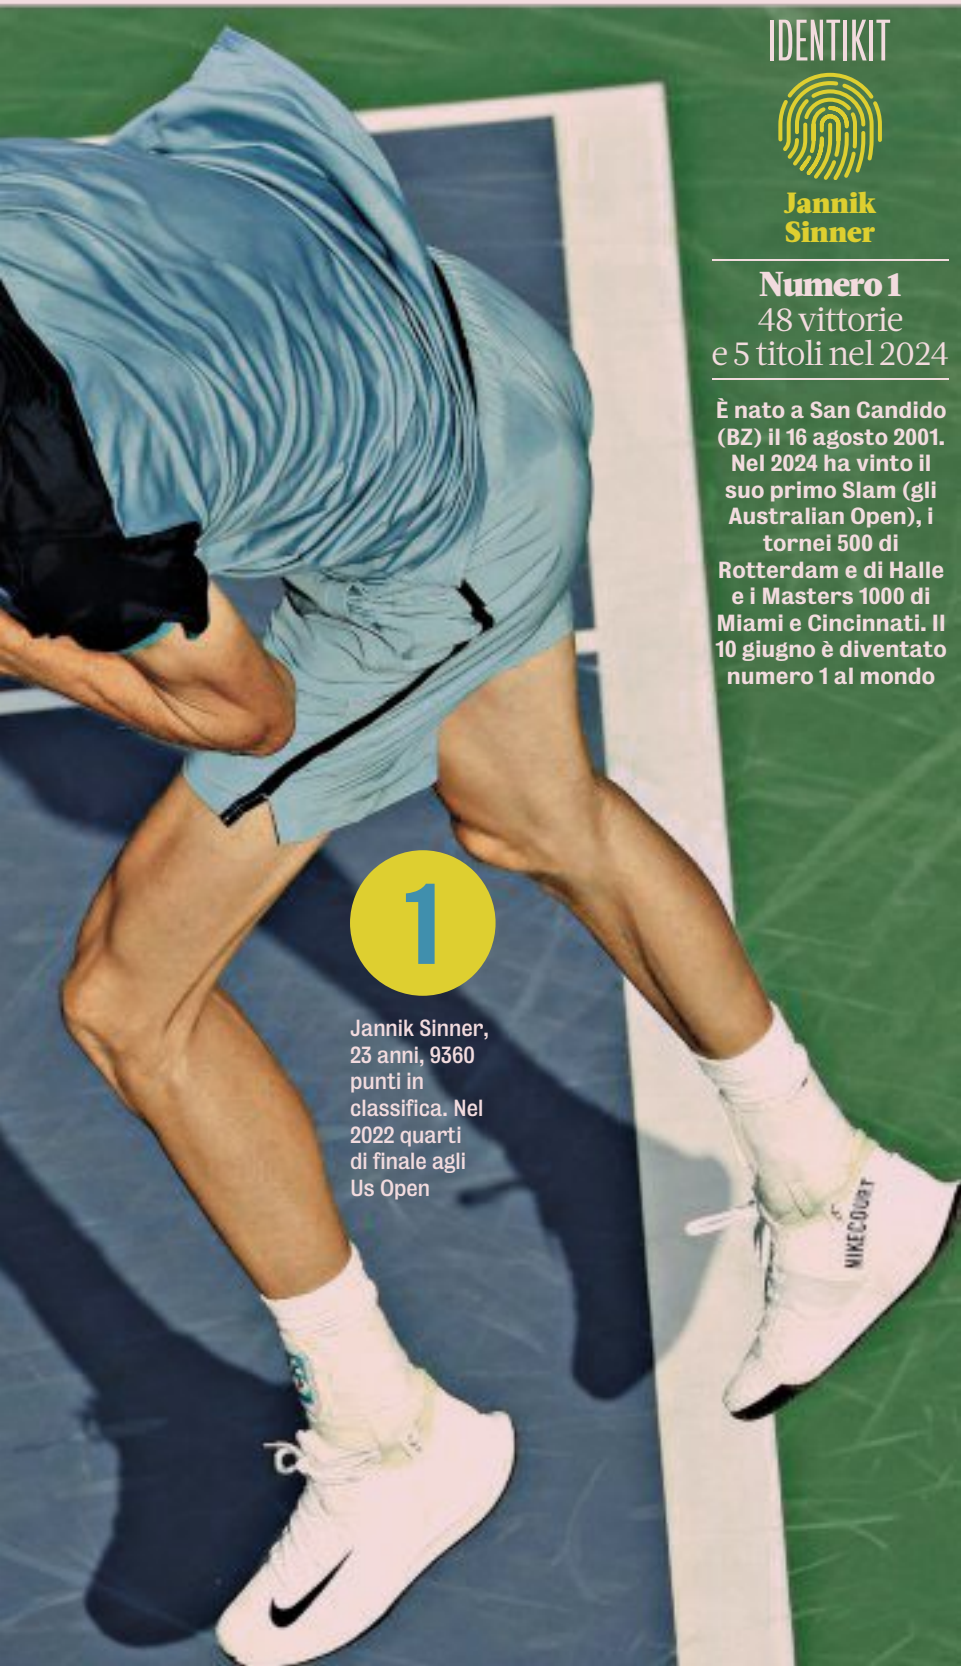 IDENTIKIT
Jannik
Sinner
Numero 1
48 vittorie
e 5 titoli nel 2024
È nato a San Candido
(BZ) il 16 agosto 2001.
Nel 2024 ha vinto il
suo primo Slam (gli
Australian Open), i
tornei 500 di
Rotterdam e di Halle
e i Masters 1000 di
Miami e Cincinnati. Il
10 giugno è diventato
numero 1 al mondo
1
Jannik Sinner,
23 anni, 9360
punti in
classifica. Nel
2022 quarti
di finale agli
Us Open
NIKECOURT